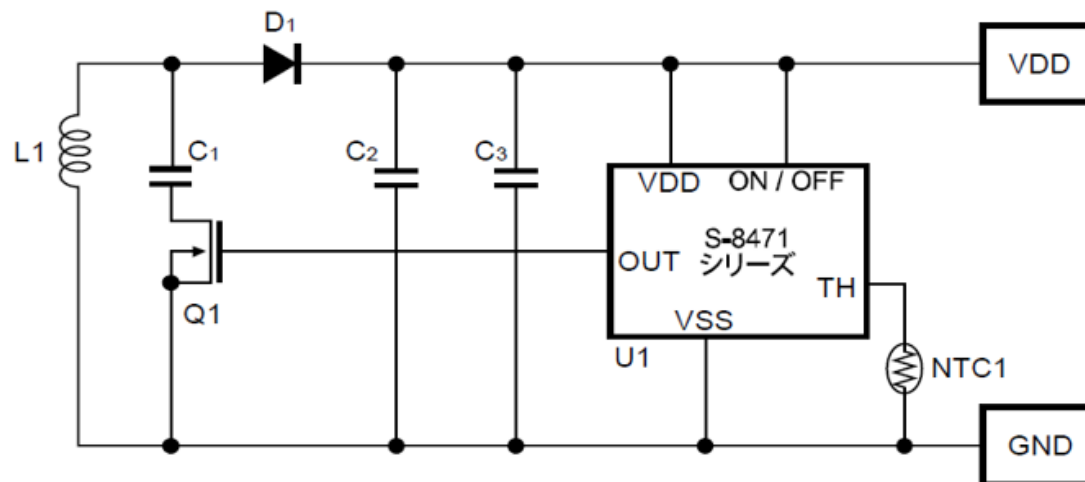 D1
VDD
L1
C1
C2
C3
VDD
ON / OFF
S-8471
シリーズ
OUT
TH
Q1
VSS
U1
NTC1
GND